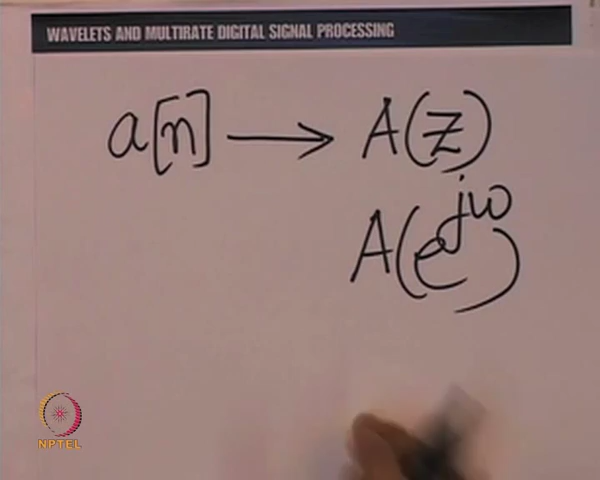 WAVELETS AND MULTIRATE DIGITAL SIGNAL PROCESSING
a[n] ⟶ A(z)
A(e^{jω})
NPTEL